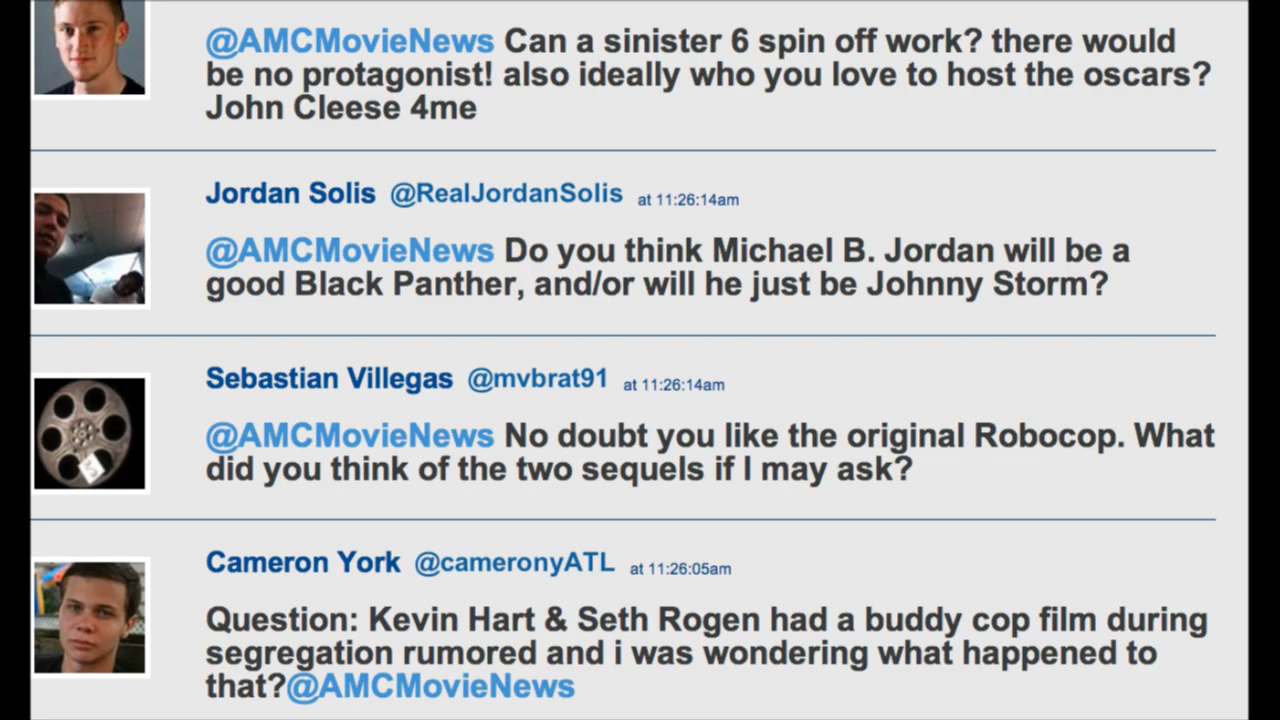 @AMCMovieNews Can a sinister 6 spin off work? there would
be no protagonist! also ideally who you love to host the oscars?
John Cleese 4me
Jordan Solis @RealJordanSolis at 11:26:14am
@AMCMovieNews Do you think Michael B. Jordan will be a
good Black Panther, and/or will he just be Johnny Storm?
Sebastian Villegas @mvbrat91 at 11:26:14am
@AMCMovieNews No doubt you like the original Robocop. What
did you think of the two sequels if I may ask?
Cameron York @cameronyATL at 11:26:05am
Question: Kevin Hart & Seth Rogen had a buddy cop film during
segregation rumored and i was wondering what happened to
that?@AMCMovieNews